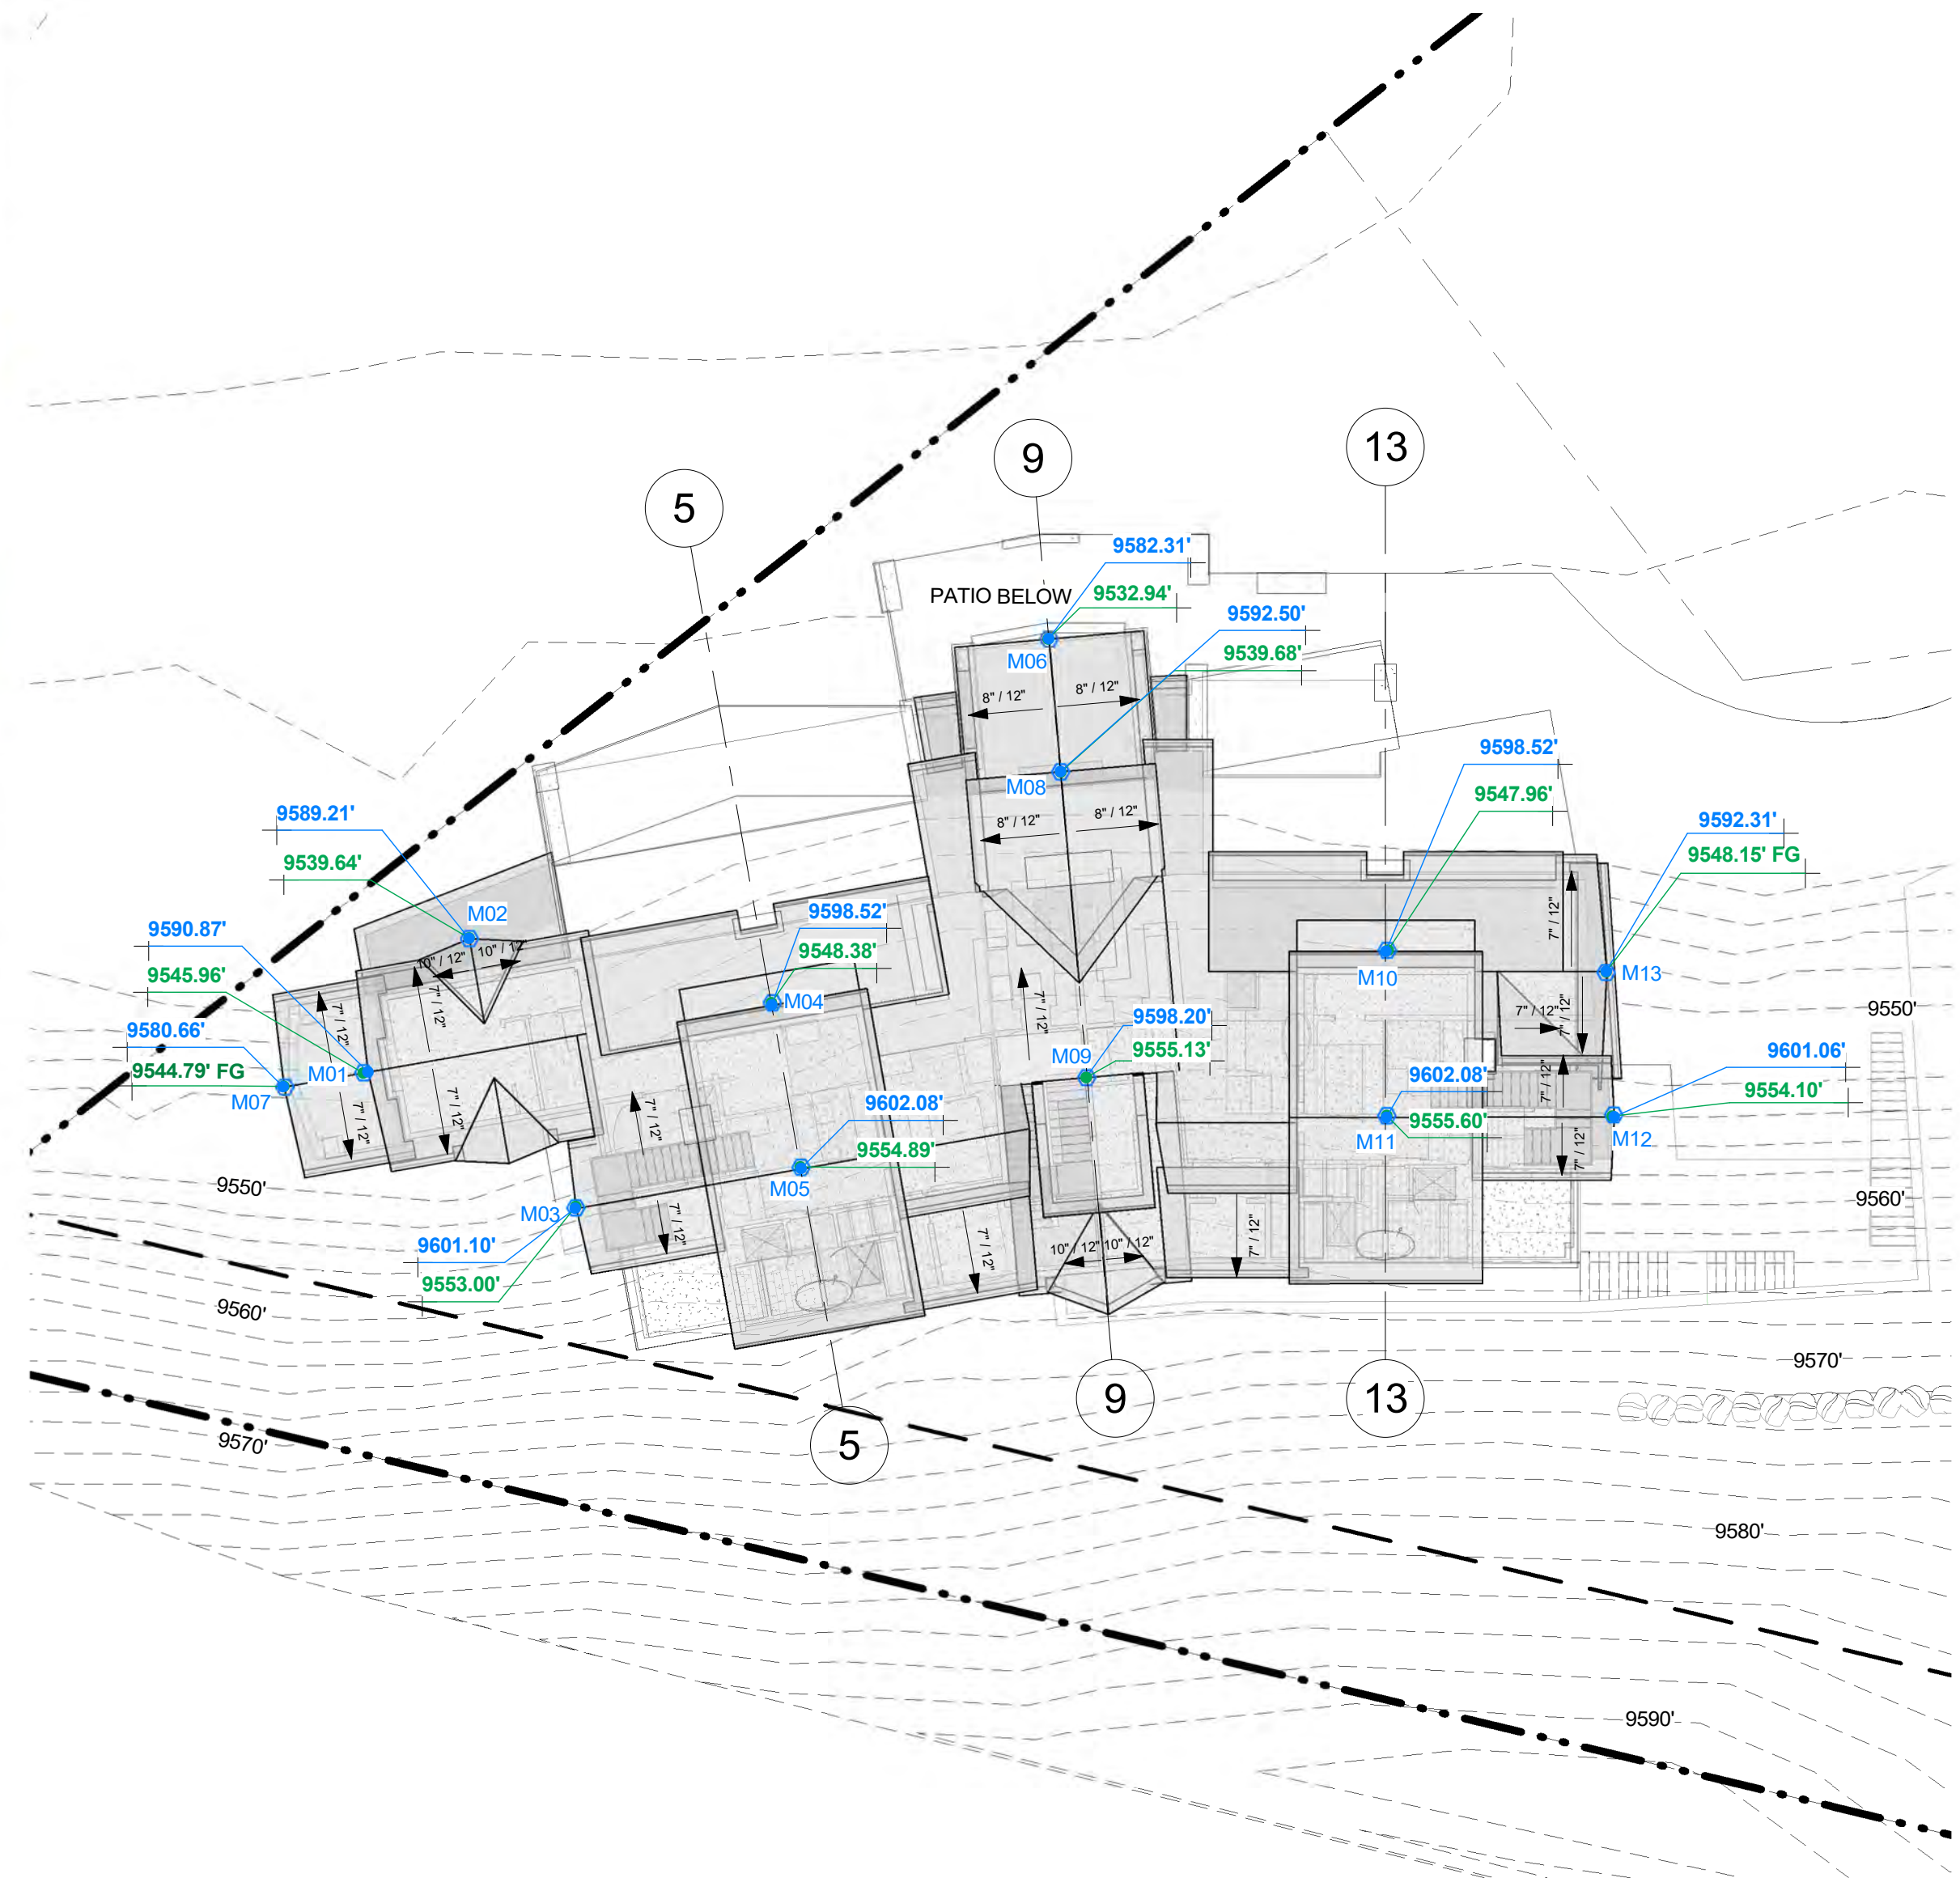 13
9
5
9582.31'
PATIO BELOW
9532.94'
9592.50'
9539.68'
M06
8" / 12"
8" / 12"
9598.52'
M08
9547.96'
9589.21'
8" / 12"
8" / 12"
9592.31'
9539.64'
9548.15' FG
M02
9598.52'
9590.87'
7" / 12"
9548.38'
10" / 12"
10" / 12"
9545.96'
M10
M13
M04
7" / 12"
7" / 12"
7" / 12"
9550'
9580.66'
9598.20'
7" / 12"
7" / 12"
9555.13'
M09
9601.06'
9544.79' FG
M01
9602.08'
7" / 12"
9554.10'
M07
7" / 12"
7" / 12"
7" / 12"
9602.08'
9555.60'
M11
M12
9554.89'
7" / 12"
9550'
M05
9560'
M03
7" / 12"
9601.10'
7" / 12"
10" / 12"
10" / 12"
7" / 12"
9553.00'
9560'
9570'
9
13
5
9570'
9580'
9590'